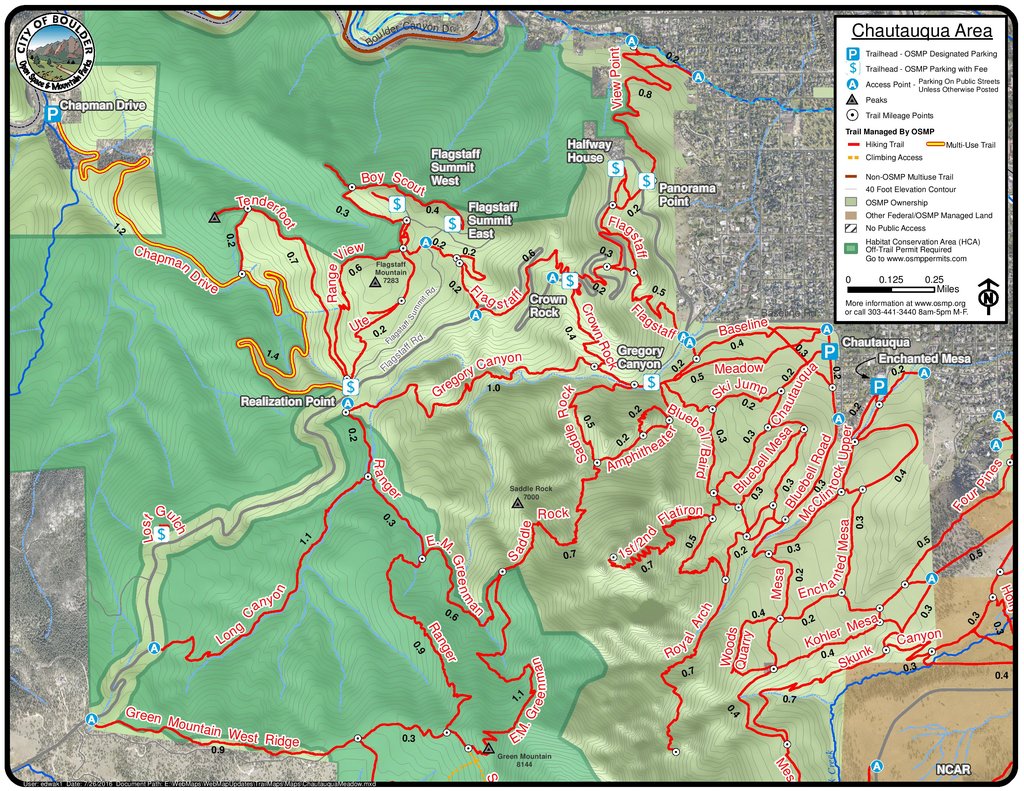 CITY OF BOULDER
Open Space & Mountain Parks
Chautauqua Area
Trailhead - OSMP Designated Parking
Trailhead - OSMP Parking with Fee
Access Point - Parking On Public Streets
Unless Otherwise Posted
Peaks
Trail Mileage Points
Trail Managed By OSMP
Hiking Trail
Multi-Use Trail
Climbing Access
Non-OSMP Multiuse Trail
40 Foot Elevation Contour
OSMP Ownership
Other Federal/OSMP Managed Land
No Public Access
Habitat Conservation Area (HCA)
Off-Trail Permit Required
Go to www.osmppermits.com
0 0.125 0.25
Miles
N
More information at www.osmp.org
or call 303-441-3440 8am-5pm M-F.
Boulder Canyon Dr
A
0.2
A
View Point
0.8
P
Chapman Drive
Halfway
House
$
$
Panorama
Point
0.2
Flagstaff
Summit
West
Boy Scout
0.3
$
0.4
$
Flagstaff
Summit
East
Tenderfoot
0.2
0.7
1.2
Chapman Drive
A
0.2
0.2
Range View
0.6
Flagstaff
Mountain
7283
Ute
0.2
Flagstaff Summit Rd
Flagstaff Rd
0.2
Flagstaff
0.6
A
Crown
Rock
A
$
0.2
0.3
Flagstaff
0.5
Flagstaff
Crown Rock
0.4
Baseline Rd
Baseline
0.4
A
0.3
A
P
Chautauqua
Enchanted Mesa
P
0.2
A
0.2
0.2
A
1.4
Realization Point
$
A
Gregory Canyon
1.0
Gregory
Canyon
$
0.2
0.5
Meadow
Ski Jump
0.2
0.2
Chautauqua
0.3
0.3
Bluebell/Baird
Saddle Rock
0.5
0.2
0.2
Amphitheater
Bluebell Mesa
0.3
Bluebell Road
0.3
McClintock Upper
0.3
0.4
0.3
A
A
Four Pines
0.5
0.5
0.2
Ranger
0.3
Saddle Rock
7000
Saddle Rock
0.7
1st/2nd Flatiron
0.7
0.5
0.2
0.3
Mesa
0.2
Enchanted Mesa
A
0.3
0.3
0.3
Lost Gulch
$
1.1
Long Canyon
A
E.M. Greenman
0.6
Ranger
0.9
1.1
E.M. Greenman
Green Mountain
8144
Royal Arch
0.7
Woods
Quarry
0.4
0.2
Kohler Mesa
0.4
Skunk Canyon
0.3
0.4
0.7
0.4
A
Green Mountain West Ridge
0.9
0.3
S
Mes
A
NCAR
User: edwak1 Date: 7/26/2016 Document Path: E:\WebMaps\WebMapUpdates\TrailMaps\Maps\ChautauquaMeadow.mxd